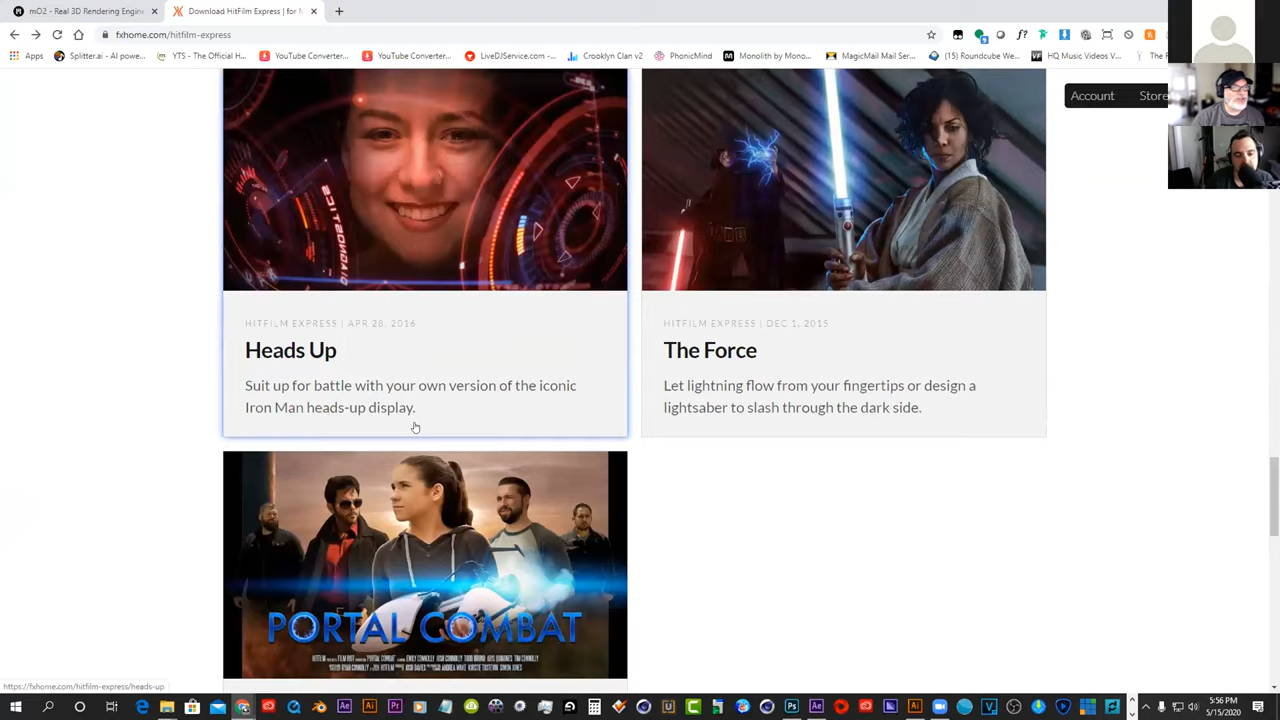 mO2 - Real 3D Rendering Engin
Download HitFilm Express | for
fxhome.com/hitfilm-express
Apps
Splitter.ai - AI powe...
YTS - The Official H...
YouTube Converter...
YouTube Converter...
LiveDJService.com -...
Crooklyn Clan v2
PhonicMind
Monolith by Mono...
MagicMail Mail Ser...
(15) Roundcube We...
HQ Music Videos V...
Account
Store
HITFILM EXPRESS | APR 28, 2016
Heads Up
Suit up for battle with your own version of the iconic
Iron Man heads-up display.
HITFILM EXPRESS | DEC 1, 2015
The Force
Let lightning flow from your fingertips or design a
lightsaber to slash through the dark side.
PORTAL COMBAT
https://fxhome.com/hitfilm-express/heads-up
5:56 PM
5/15/2020